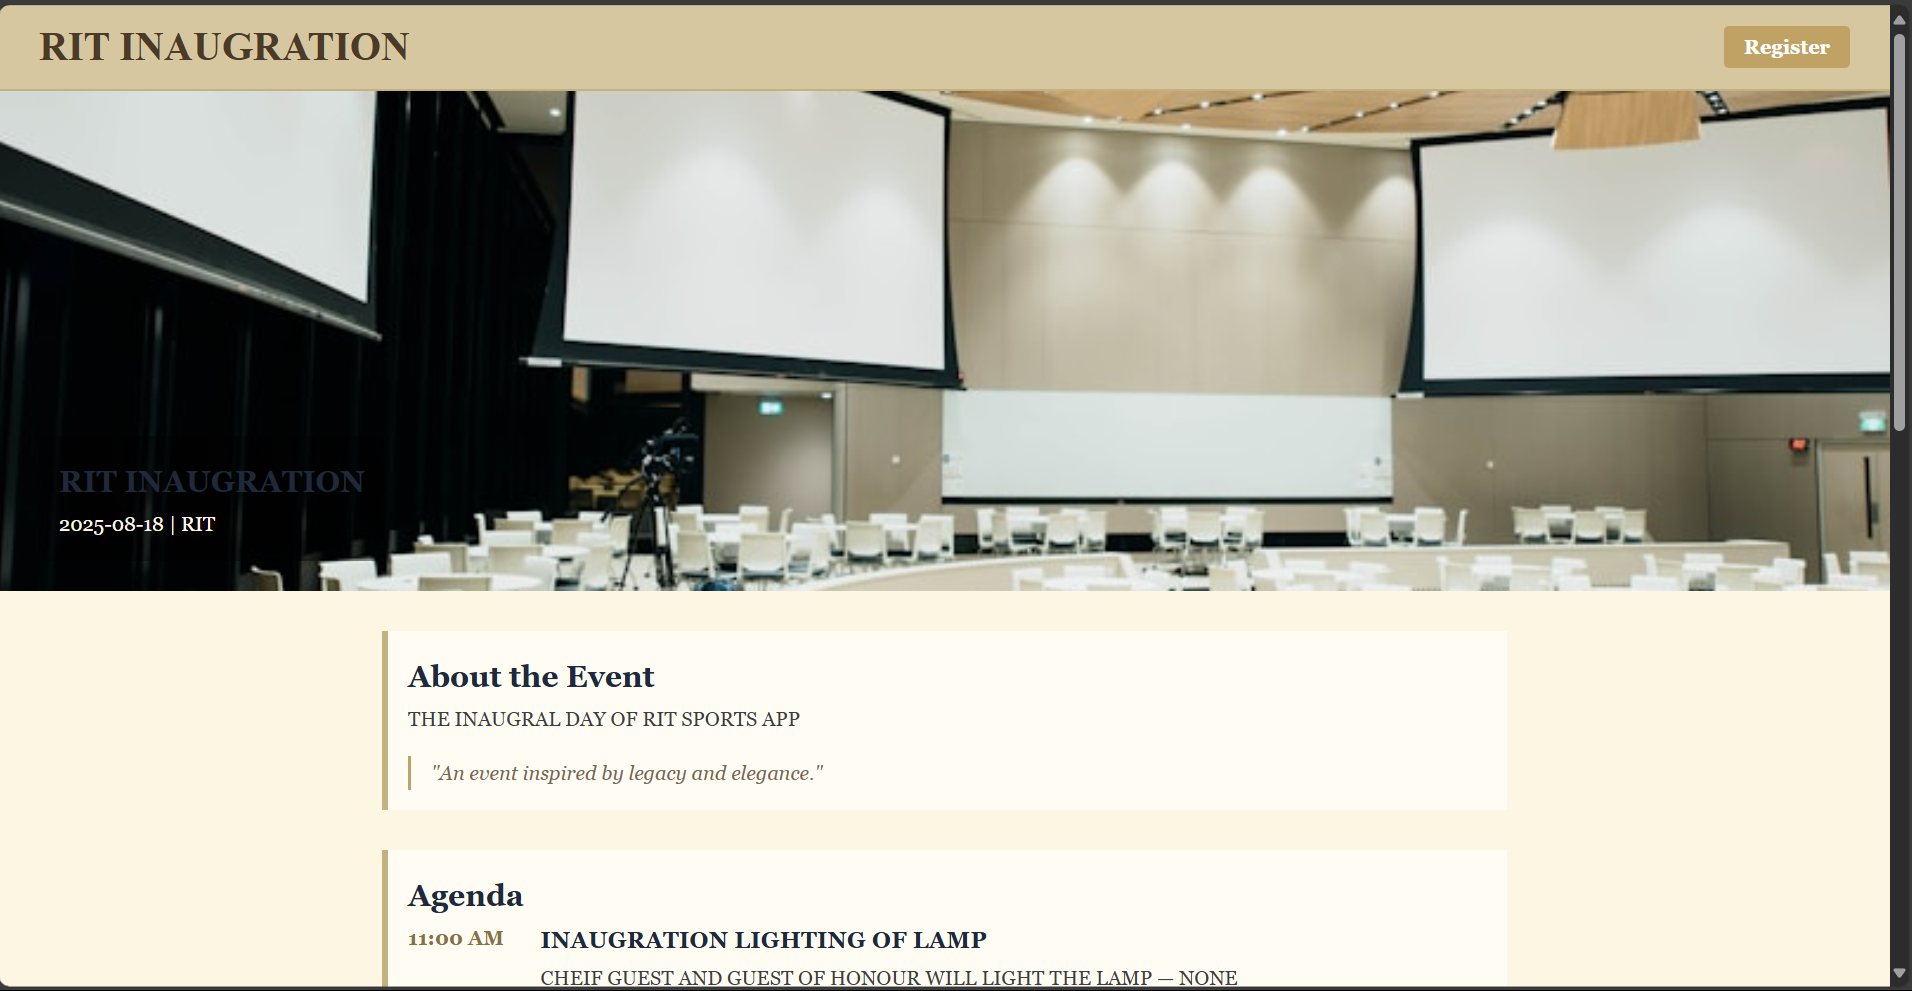 RIT INAUGRATION
Register
RIT INAUGRATION
2025-08-18 | RIT
About the Event
THE INAUGRAL DAY OF RIT SPORTS APP
"An event inspired by legacy and elegance."
Agenda
11:00 AM
INAUGRATION LIGHTING OF LAMP
CHEIF GUEST AND GUEST OF HONOUR WILL LIGHT THE LAMP — NONE